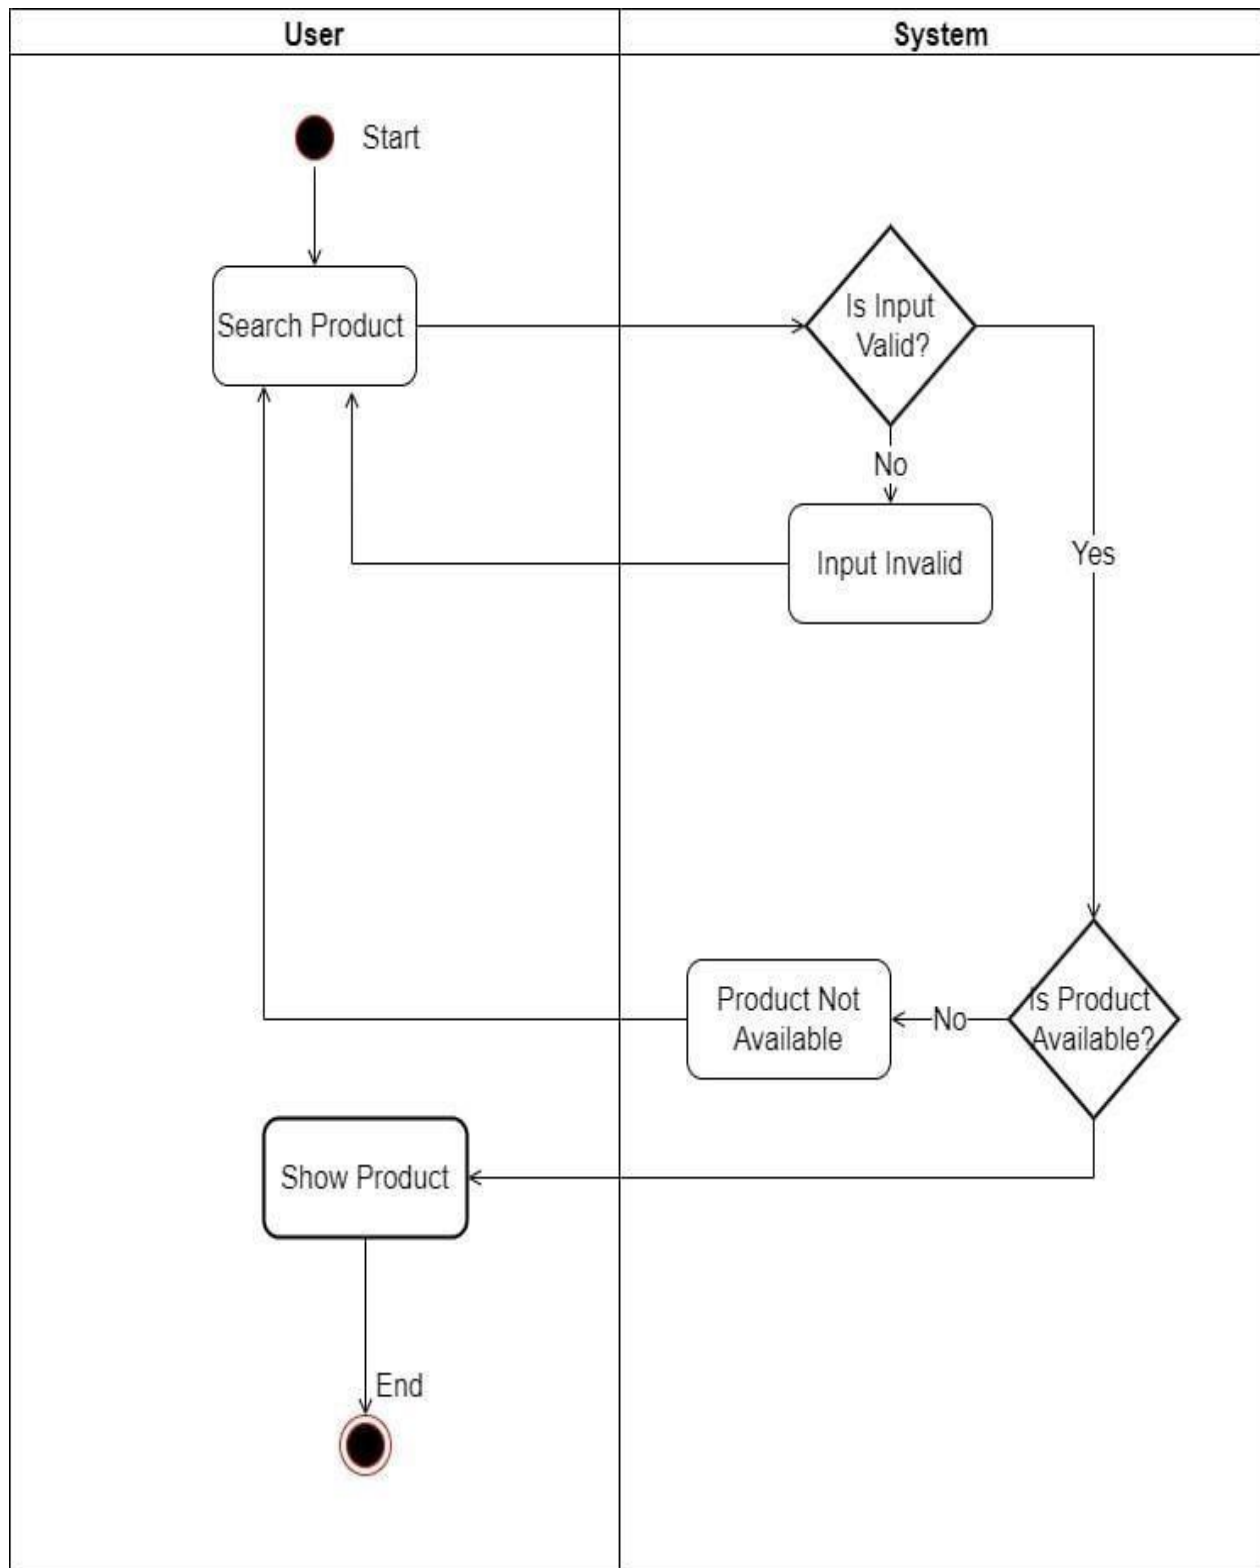 User
System
Start
Search Product
Is Input
Valid?
No
Input Invalid
Yes
Product Not
Available
No
Is Product
Available?
Show Product
End